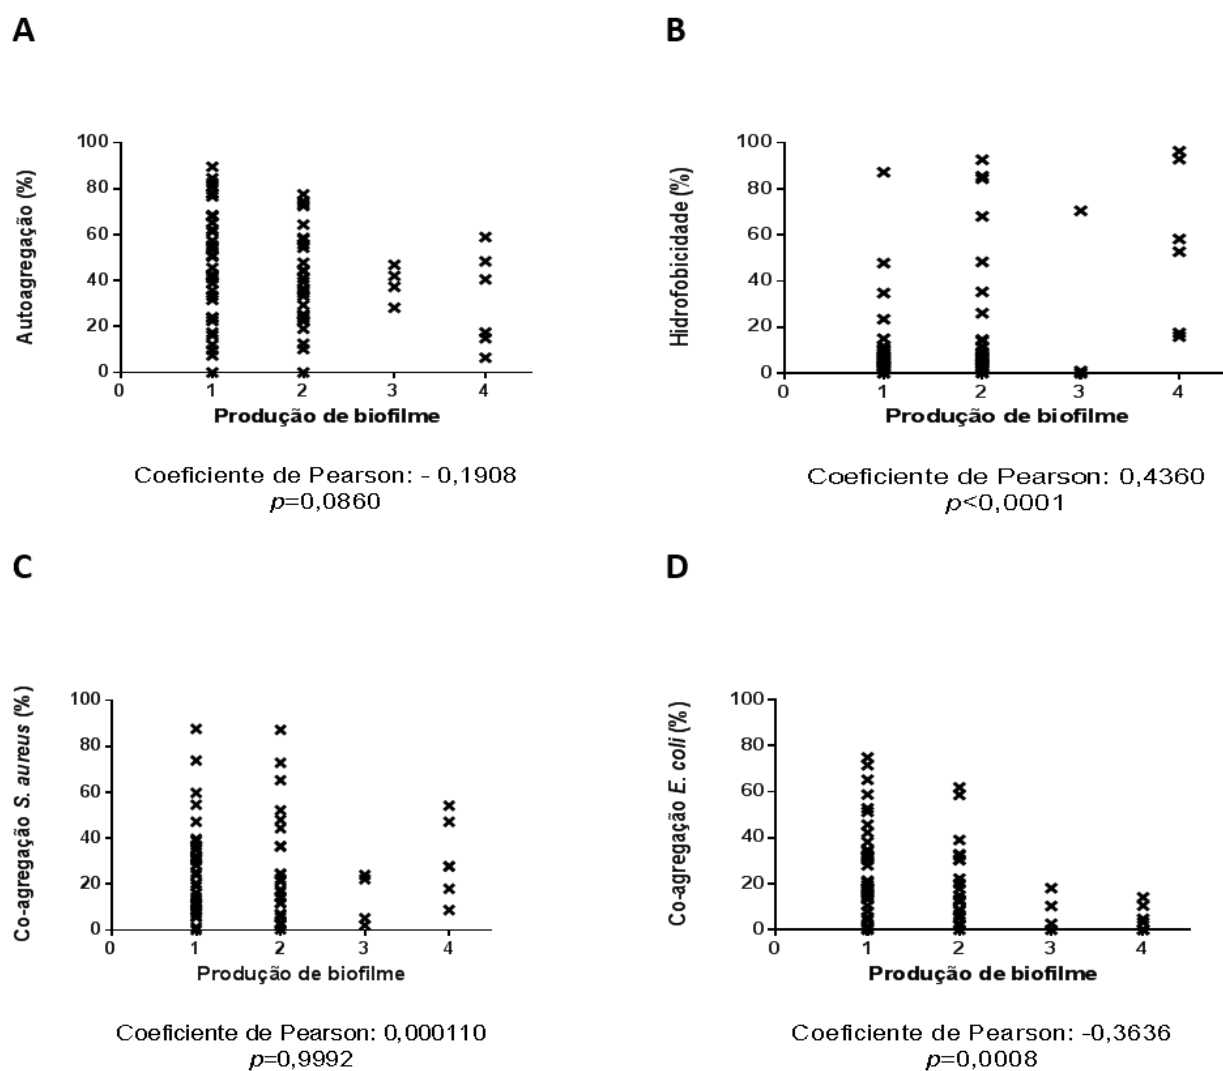 A
Autoagregação (%)
100
80
60
40
20
0
0 1 2 3 4
Produção de biofilme
Coeficiente de Pearson: - 0,1908
p=0,0860
B
Hidrofobicidade (%)
100
80
60
40
20
0
0 1 2 3 4
Produção de biofilme
Coeficiente de Pearson: 0,4360
p<0,0001
C
Co-agregação S. aureus (%)
100
80
60
40
20
0
0 1 2 3 4
Produção de biofilme
Coeficiente de Pearson: 0,000110
p=0,9992
D
Co-agregação E. coli (%)
100
80
60
40
20
0
0 1 2 3 4
Produção de biofilme
Coeficiente de Pearson: -0,3636
p=0,0008